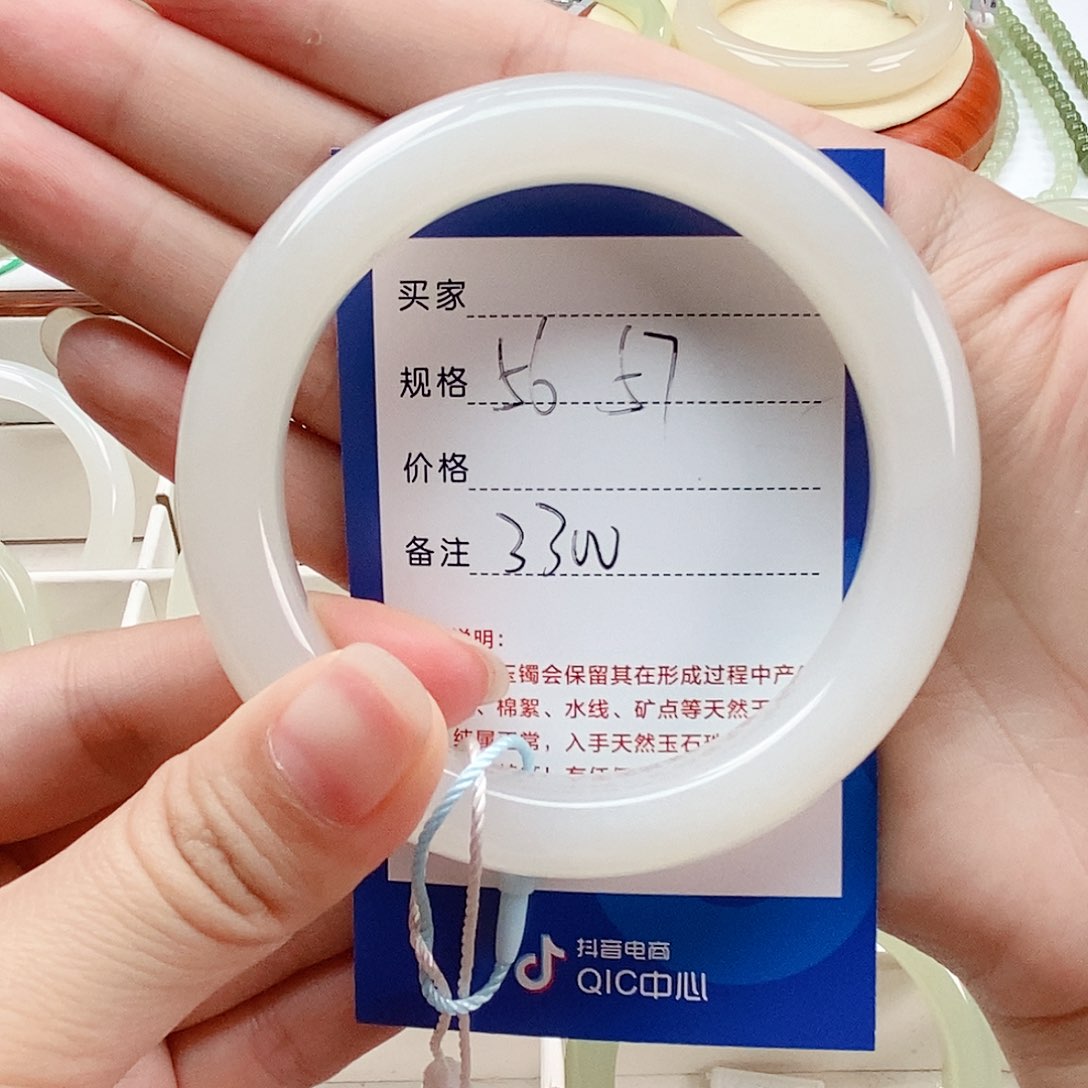 买家
规格 56 57
价格
备注 33W
说明：
玉镯会保留其在形成过程中产
、棉絮、水线、矿点等天然
纯属正常，入手天然玉石
抖音电商
QIC中心